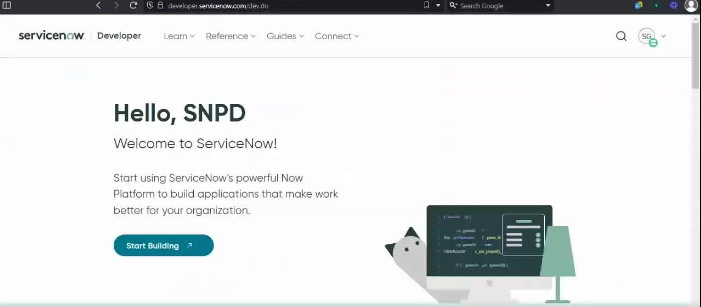 developer.servicenow.com/dev.do
Search Google
servicenow Developer Learn Reference Guides Connect SG
Hello, SNPD
Welcome to ServiceNow!
Start using ServiceNow's powerful Now
Platform to build applications that make work
better for your organization.
Start Building